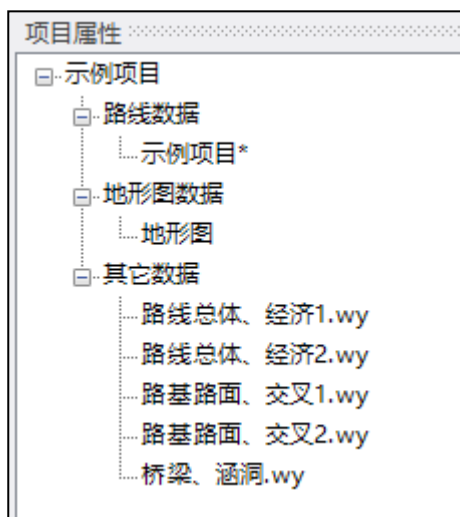 项目属性
示例项目
路线数据
示例项目*
地形图数据
地形图
其它数据
路线总体、经济1.wy
路线总体、经济2.wy
路基路面、交叉1.wy
路基路面、交叉2.wy
桥梁、涵洞.wy